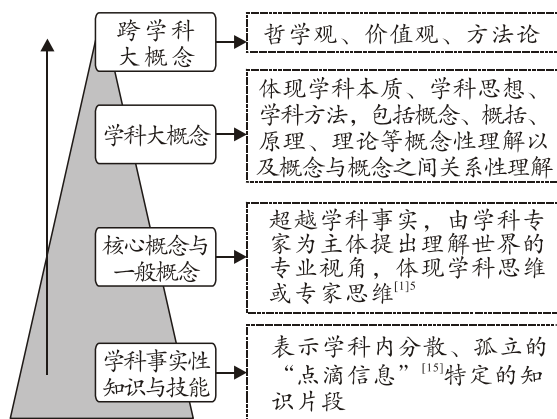 跨学科
大概念
哲学观、价值观、方法论
学科大概念
体现学科本质、学科思想、
学科方法，包括概念、概括、
原理、理论等概念性理解以
及概念与概念之间关系性理解
核心概念与
一般概念
超越学科事实，由学科专
家为主体提出理解世界的
专业视角，体现学科思维
或专家思维[1]5
学科事实性
知识与技能
表示学科内分散、孤立的
“点滴信息”[15]特定的知
识片段